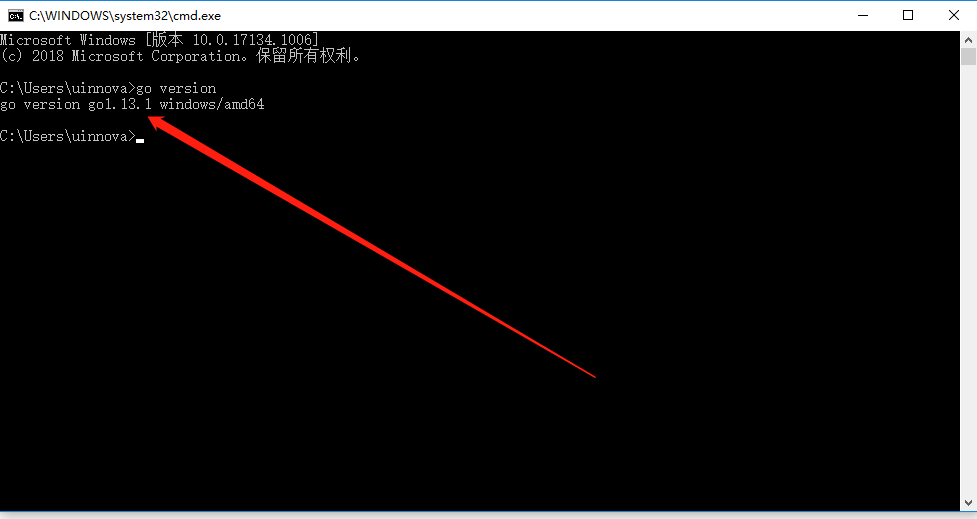 C:\WINDOWS\system32\cmd.exe
Microsoft Windows [版本 10.0.17134.1006]
(c) 2018 Microsoft Corporation。保留所有权利。
C:\Users\uinnova>go version
go version go1.13.1 windows/amd64
C:\Users\uinnova>